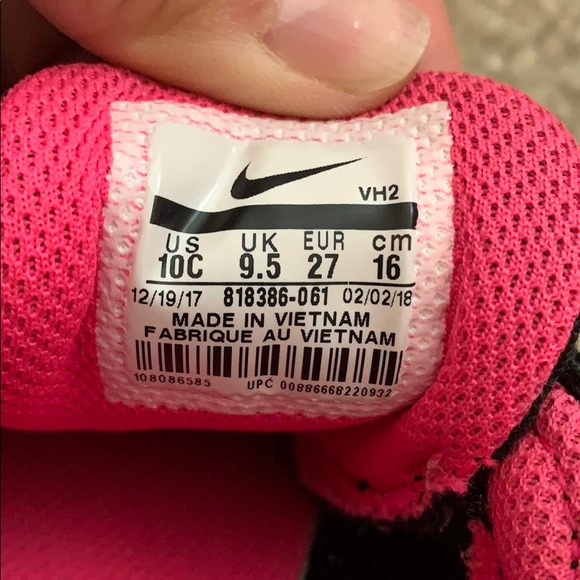 VH2
US UK EUR cm
10C 9.5 27 16
12/19/17 818386-061 02/02/18
MADE IN VIETNAM
FABRIQUE AU VIETNAM
108086585 UPC 00886668220932